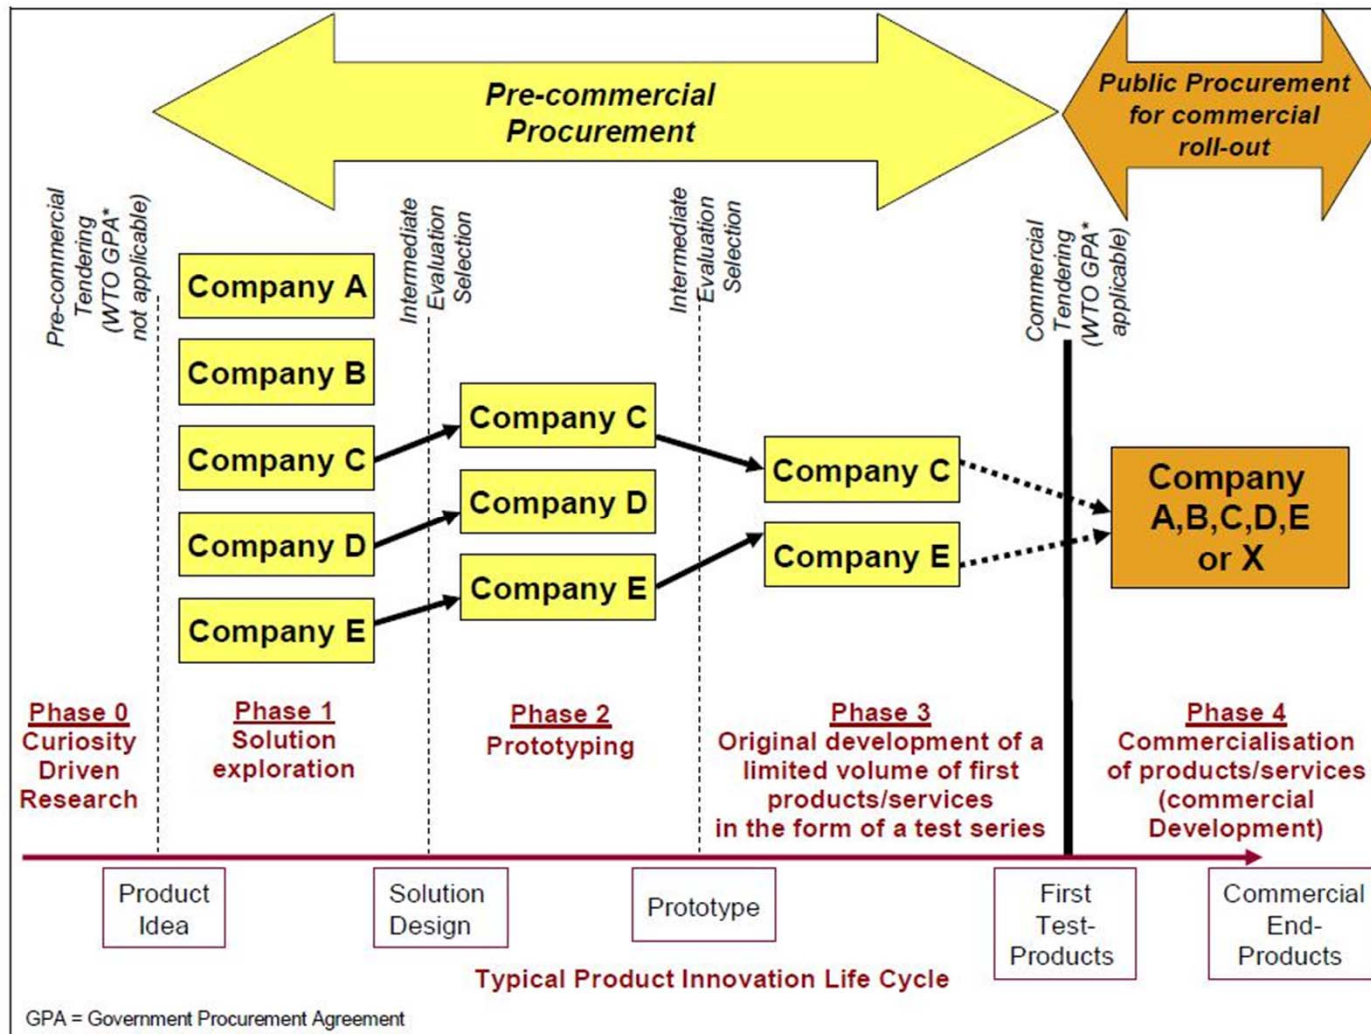 Pre-commercial
Procurement
Public Procurement
for commercial
roll-out
Pre-commercial
Tendering
(WTO GPA*
not applicable)
Intermediate
Evaluation
Selection
Intermediate
Evaluation
Selection
Commercial
Tendering
(WTO GPA*
applicable)
Company A
Company B
Company C
Company D
Company E
Company C
Company D
Company E
Company C
Company E
Company
A,B,C,D,E
or X
Phase 0
Curiosity
Driven
Research
Phase 1
Solution
exploration
Phase 2
Prototyping
Phase 3
Original development of a
limited volume of first
products/services
in the form of a test series
Phase 4
Commercialisation
of products/services
(commercial
Development)
Product
Idea
Solution
Design
Prototype
First
Test-
Products
Commercial
End-
Products
Typical Product Innovation Life Cycle
GPA = Government Procurement Agreement